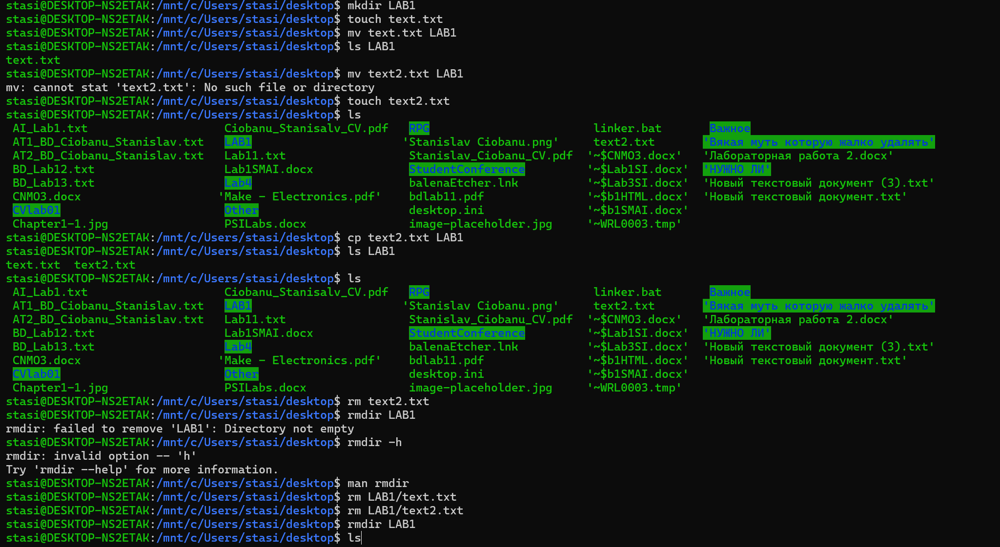 stasi@DESKTOP-NS2ETAK:/mnt/c/Users/stasi/desktop$ mkdir LAB1
stasi@DESKTOP-NS2ETAK:/mnt/c/Users/stasi/desktop$ touch text.txt
stasi@DESKTOP-NS2ETAK:/mnt/c/Users/stasi/desktop$ mv text.txt LAB1
stasi@DESKTOP-NS2ETAK:/mnt/c/Users/stasi/desktop$ ls LAB1
text.txt
stasi@DESKTOP-NS2ETAK:/mnt/c/Users/stasi/desktop$ mv text2.txt LAB1
mv: cannot stat 'text2.txt': No such file or directory
stasi@DESKTOP-NS2ETAK:/mnt/c/Users/stasi/desktop$ touch text2.txt
stasi@DESKTOP-NS2ETAK:/mnt/c/Users/stasi/desktop$ ls
 AI_Lab1.txt                    Ciobanu_Stanisalv_CV.pdf   RPG                        linker.bat       Важное
 AT1_BD_Ciobanu_Stanislav.txt   LAB1                      'Stanislav Ciobanu.png'     text2.txt       'Вякая муть которую жалко удалять'
 AT2_BD_Ciobanu_Stanislav.txt   Lab11.txt                  Stanislav_Ciobanu_CV.pdf  '~$CNMO3.docx'   'Лабораторная работа 2.docx'
 BD_Lab12.txt                   Lab1SMAI.docx              StudentConference         '~$Lab1SI.docx'  'НУЖНО ЛИ'
 BD_Lab13.txt                   Lab4                       balenaEtcher.lnk          '~$Lab3SI.docx'  'Новый текстовый документ (3).txt'
 CNMO3.docx                    'Make - Electronics.pdf'    bdlab11.pdf               '~$b1HTML.docx'  'Новый текстовый документ.txt'
 CVlab01                        Other                      desktop.ini               '~$b1SMAI.docx'
 Chapter1-1.jpg                 PSILabs.docx               image-placeholder.jpg     '~WRL0003.tmp'
stasi@DESKTOP-NS2ETAK:/mnt/c/Users/stasi/desktop$ cp text2.txt LAB1
stasi@DESKTOP-NS2ETAK:/mnt/c/Users/stasi/desktop$ ls LAB1
text.txt  text2.txt
stasi@DESKTOP-NS2ETAK:/mnt/c/Users/stasi/desktop$ ls
 AI_Lab1.txt                    Ciobanu_Stanisalv_CV.pdf   RPG                        linker.bat       Важное
 AT1_BD_Ciobanu_Stanislav.txt   LAB1                      'Stanislav Ciobanu.png'     text2.txt       'Вякая муть которую жалко удалять'
 AT2_BD_Ciobanu_Stanislav.txt   Lab11.txt                  Stanislav_Ciobanu_CV.pdf  '~$CNMO3.docx'   'Лабораторная работа 2.docx'
 BD_Lab12.txt                   Lab1SMAI.docx              StudentConference         '~$Lab1SI.docx'  'НУЖНО ЛИ'
 BD_Lab13.txt                   Lab4                       balenaEtcher.lnk          '~$Lab3SI.docx'  'Новый текстовый документ (3).txt'
 CNMO3.docx                    'Make - Electronics.pdf'    bdlab11.pdf               '~$b1HTML.docx'  'Новый текстовый документ.txt'
 CVlab01                        Other                      desktop.ini               '~$b1SMAI.docx'
 Chapter1-1.jpg                 PSILabs.docx               image-placeholder.jpg     '~WRL0003.tmp'
stasi@DESKTOP-NS2ETAK:/mnt/c/Users/stasi/desktop$ rm text2.txt
stasi@DESKTOP-NS2ETAK:/mnt/c/Users/stasi/desktop$ rmdir LAB1
rmdir: failed to remove 'LAB1': Directory not empty
stasi@DESKTOP-NS2ETAK:/mnt/c/Users/stasi/desktop$ rmdir -h
rmdir: invalid option -- 'h'
Try 'rmdir --help' for more information.
stasi@DESKTOP-NS2ETAK:/mnt/c/Users/stasi/desktop$ man rmdir
stasi@DESKTOP-NS2ETAK:/mnt/c/Users/stasi/desktop$ rm LAB1/text.txt
stasi@DESKTOP-NS2ETAK:/mnt/c/Users/stasi/desktop$ rm LAB1/text2.txt
stasi@DESKTOP-NS2ETAK:/mnt/c/Users/stasi/desktop$ rmdir LAB1
stasi@DESKTOP-NS2ETAK:/mnt/c/Users/stasi/desktop$ ls